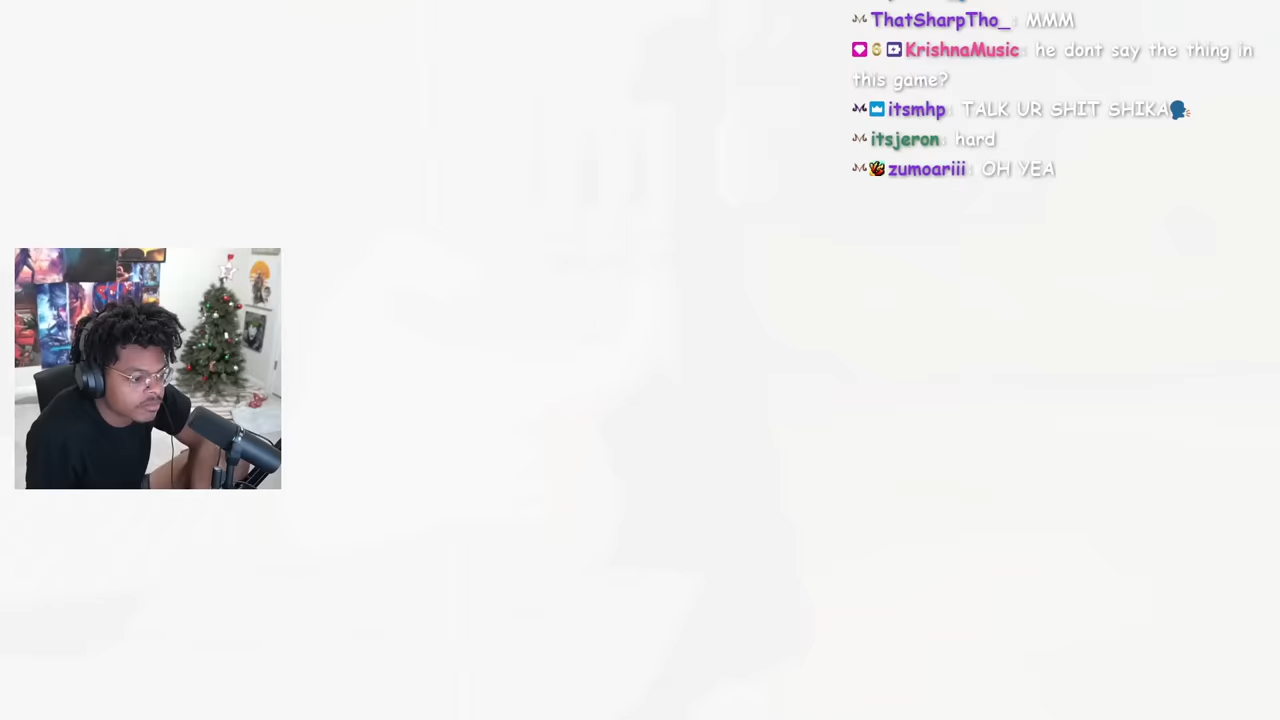 ThatSharpTho_: MMM
6 KrishnaMusic: he dont say the thing in
this game?
itsmhp: TALK UR SHIT SHIKA
itsjeron: hard
zumoariii: OH YEA